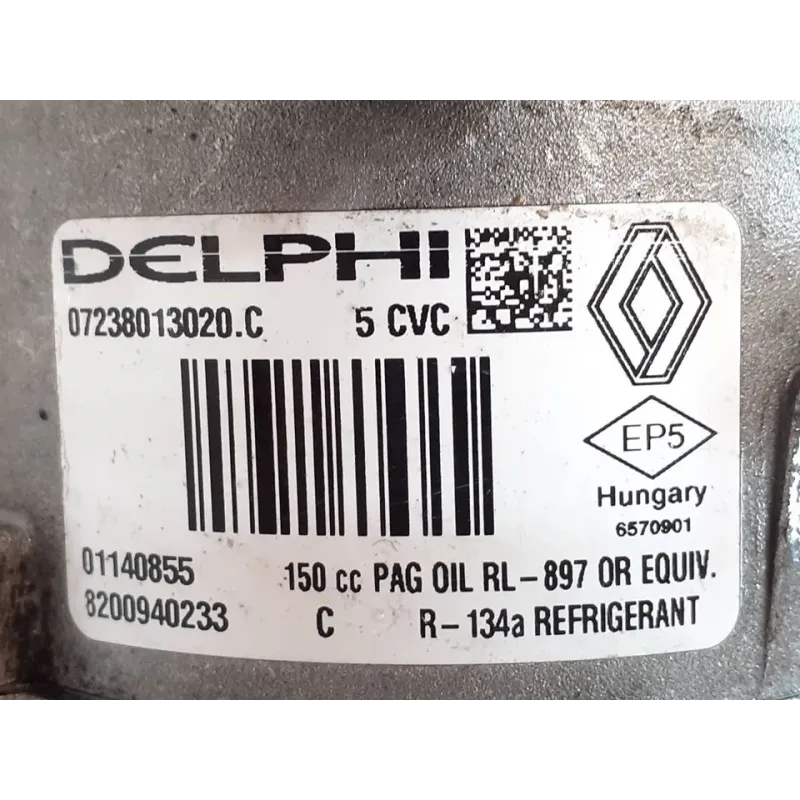 DELPHI
07238013020.C 5 CVC
EP5
Hungary
6570901
01140855 150 cc PAG OIL RL-897 OR EQUIV.
8200940233 C R-134a REFRIGERANT